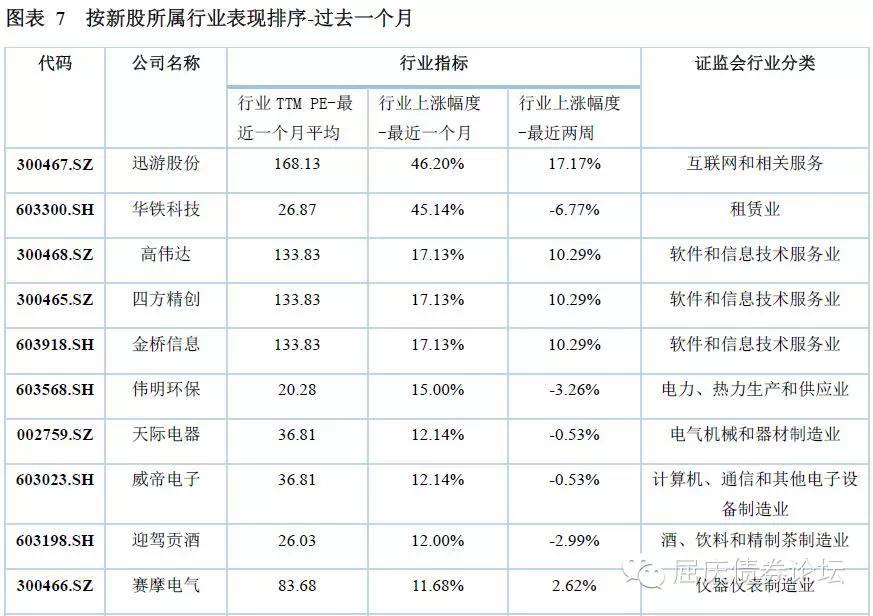 图表 7 按新股所属行业表现排序-过去一个月
代码 公司名称 行业指标 证监会行业分类
行业 TTM PE-最 行业上涨幅度 行业上涨幅度
近一个月平均 -最近一个月 -最近两周
300467.SZ 迅游股份 168.13 46.20% 17.17% 互联网和相关服务
603300.SH 华铁科技 26.87 45.14% -6.77% 租赁业
300468.SZ 高伟达 133.83 17.13% 10.29% 软件和信息技术服务业
300465.SZ 四方精创 133.83 17.13% 10.29% 软件和信息技术服务业
603918.SH 金桥信息 133.83 17.13% 10.29% 软件和信息技术服务业
603568.SH 伟明环保 20.28 15.00% -3.26% 电力、热力生产和供应业
002759.SZ 天际电器 36.81 12.14% -0.53% 电气机械和器材制造业
603023.SH 威帝电子 36.81 12.14% -0.53% 计算机、通信和其他电子设
备制造业
603198.SH 迎驾贡酒 26.03 12.00% -2.99% 酒、饮料和精制茶制造业
300466.SZ 赛摩电气 83.68 11.68% 2.62% 仪器仪表制造业
屈庆债券论坛